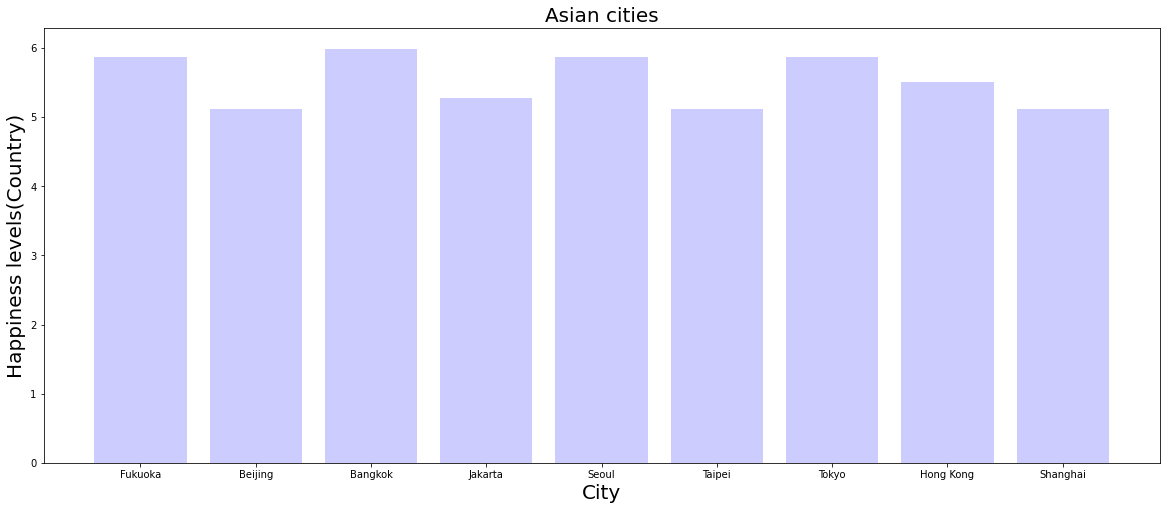 Asian cities
Happiness levels(Country)
6
5
4
3
2
1
0
Fukuoka Beijing Bangkok Jakarta Seoul Taipei Tokyo Hong Kong Shanghai
City